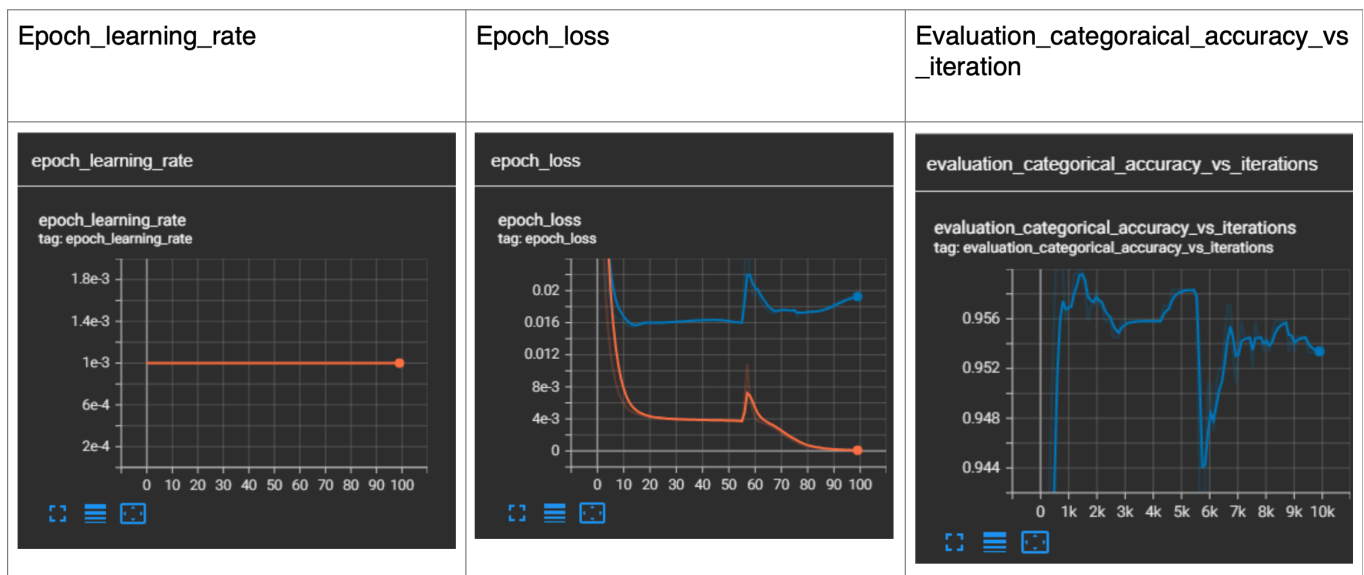 Epoch_learning_rate
Epoch_loss
Evaluation_categoraical_accuracy_vs
_iteration
epoch_learning_rate
epoch_learning_rate
tag: epoch_learning_rate
1.8e-3
1.4e-3
1e-3
6e-4
2e-4
0 10 20 30 40 50 60 70 80 90 100
epoch_loss
epoch_loss
tag: epoch_loss
0.02
0.016
0.012
8e-3
4e-3
0
0 10 20 30 40 50 60 70 80 90 100
evaluation_categorical_accuracy_vs_iterations
evaluation_categorical_accuracy_vs_iterations
tag: evaluation_categorical_accuracy_vs_iterations
0.956
0.952
0.948
0.944
0 1k 2k 3k 4k 5k 6k 7k 8k 9k 10k